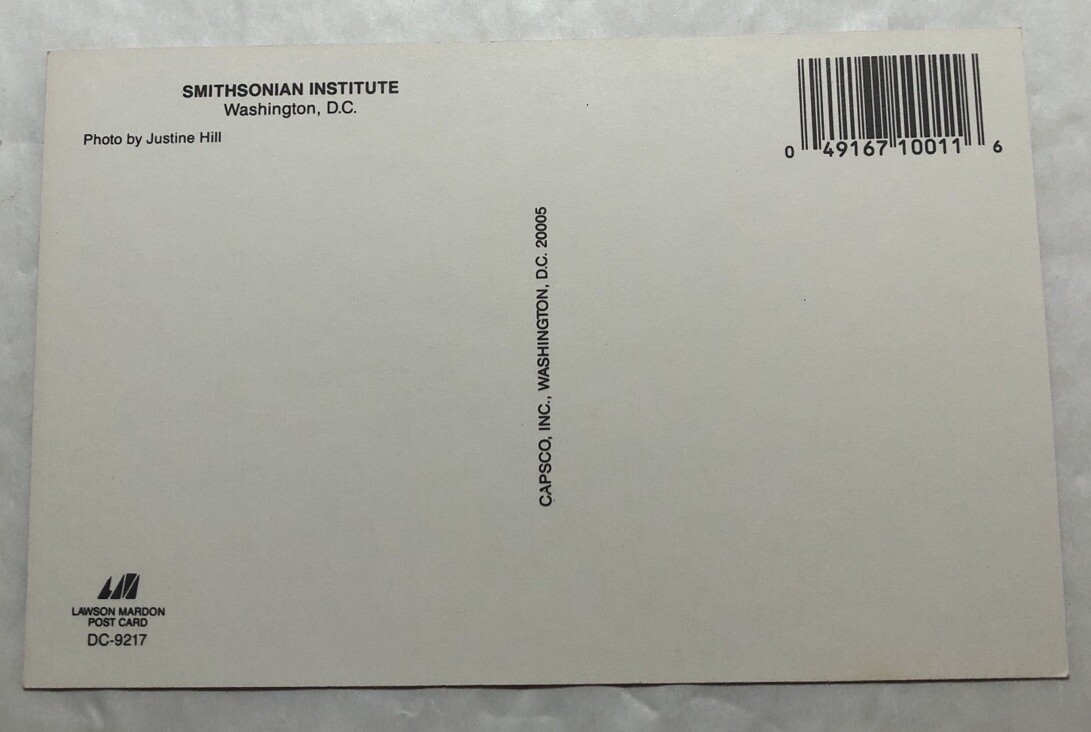 SMITHSONIAN INSTITUTE
Washington, D.C.
Photo by Justine Hill
0 49167 10011 6
CAPSCO, INC., WASHINGTON, D.C. 20005
LM
LAWSON MARDON
POST CARD
DC-9217